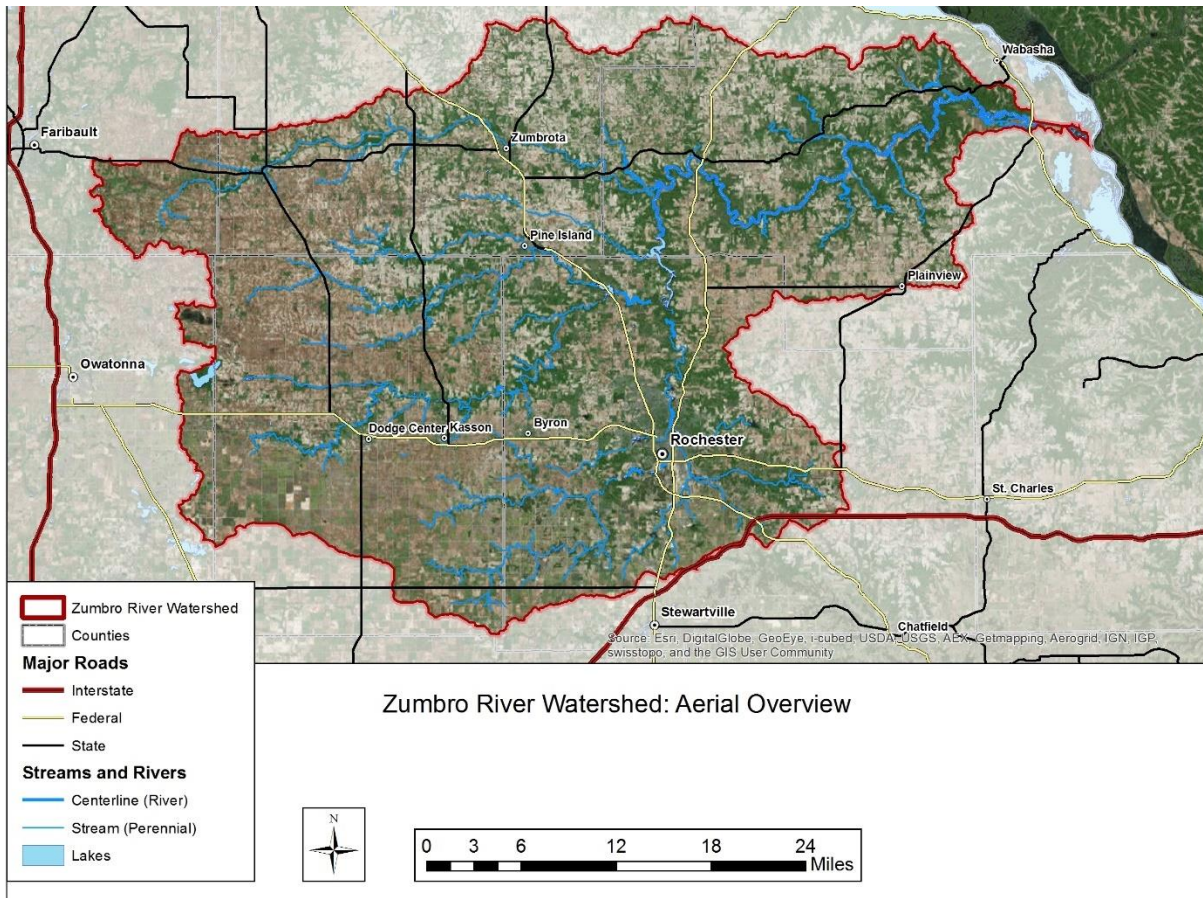 Wabasha
Faribault
Zumbrota
Pine Island
Plainview
Owatonna
Dodge Center
Kasson
Byron
Rochester
St. Charles
Stewartville
Chatfield
Source: Esri, DigitalGlobe, GeoEye, i-cubed, USDA, USGS, AEX, Getmapping, Aerogrid, IGN, IGP,
swisstopo, and the GIS User Community
Zumbro River Watershed
Counties
Major Roads
Interstate
Federal
State
Streams and Rivers
Centerline (River)
Stream (Perennial)
Lakes
Zumbro River Watershed: Aerial Overview
N
0 3 6 12 18 24
Miles